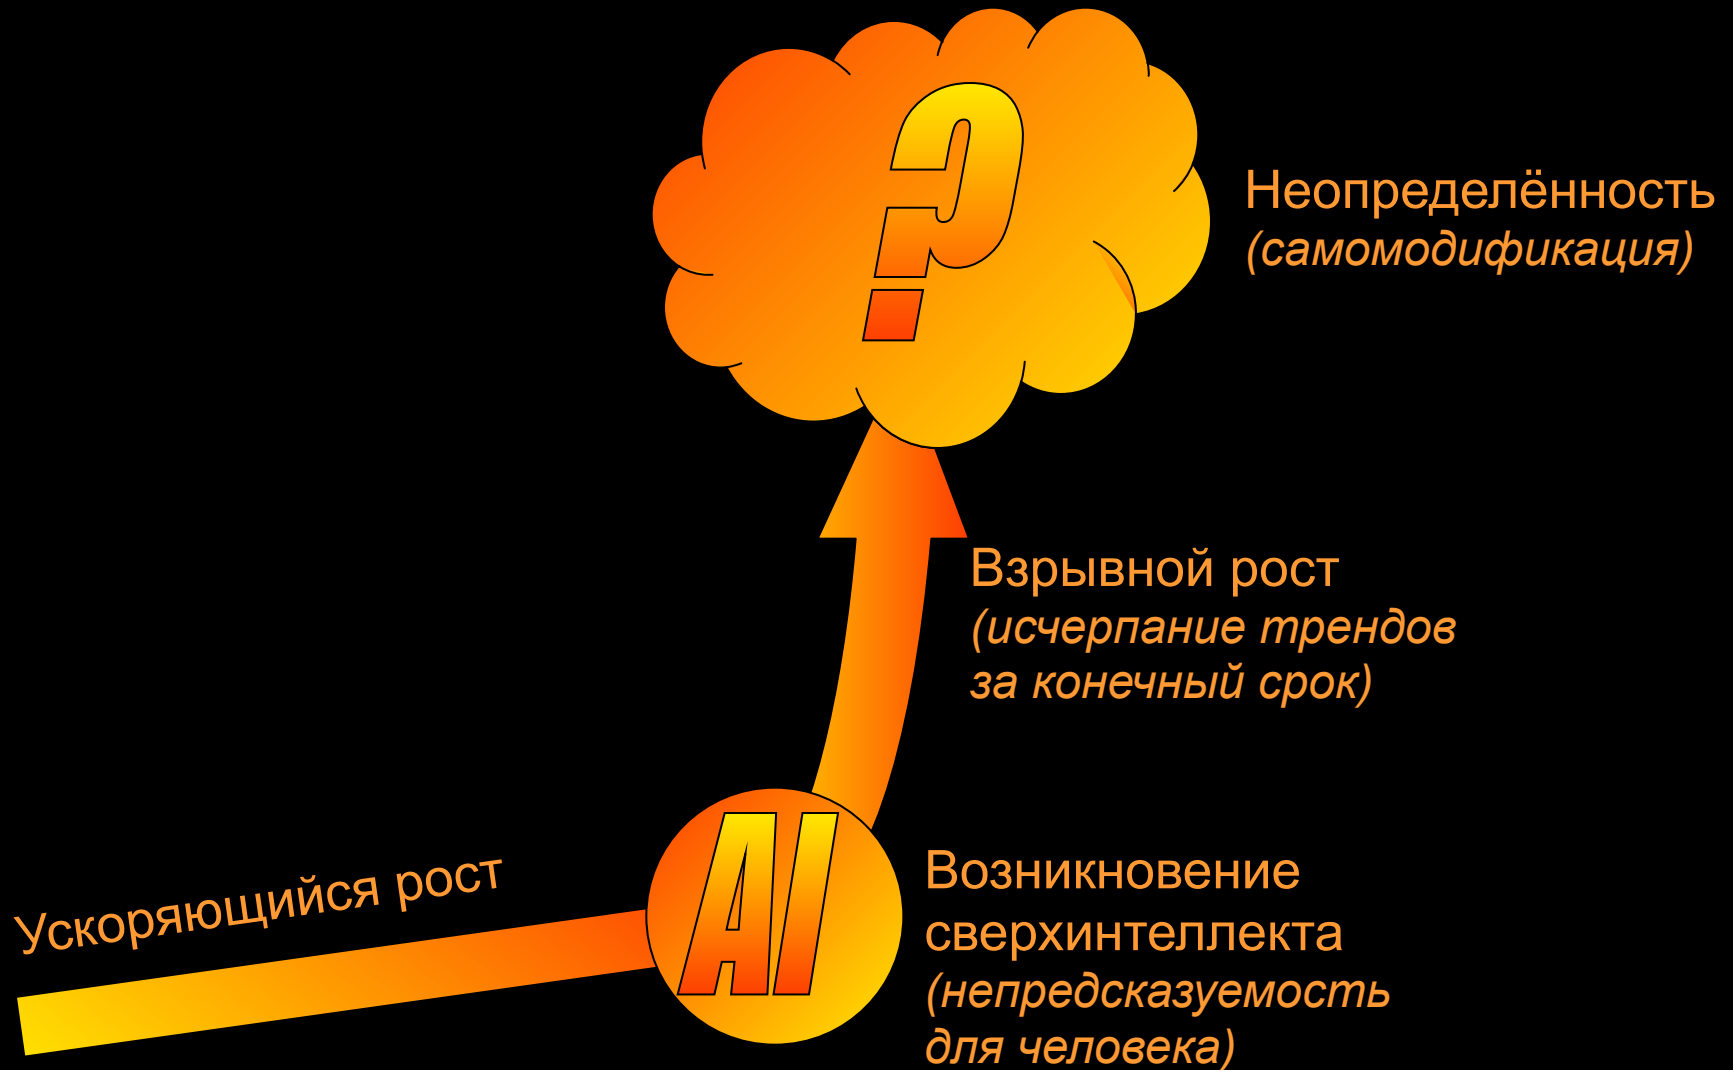 ?
Неопределённость
(самомодификация)
Взрывной рост
(исчерпание трендов
за конечный срок)
Ускоряющийся рост
AI
Возникновение
сверхинтеллекта
(непредсказуемость
для человека)